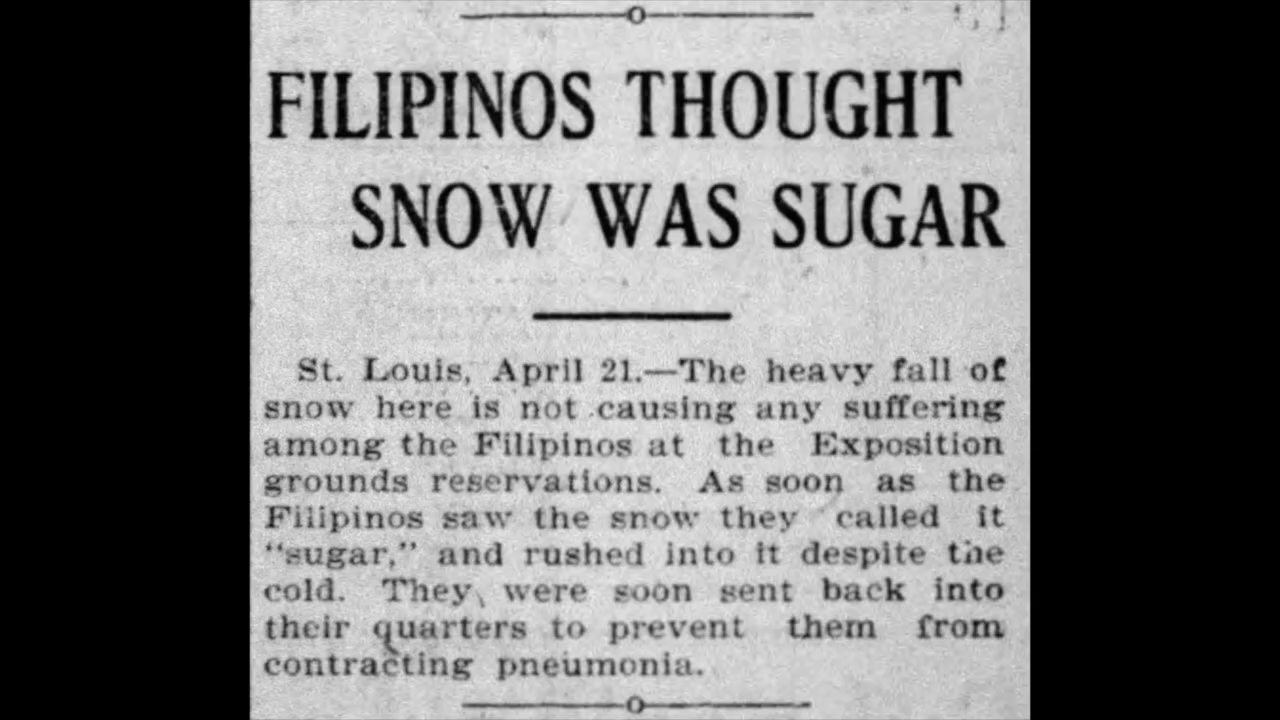 FILIPINOS THOUGHT
SNOW WAS SUGAR
St. Louis, April 21.—The heavy fall of
snow here is not causing any suffering
among the Filipinos at the Exposition
grounds reservations. As soon as the
Filipinos saw the snow they called it
“sugar,” and rushed into it despite the
cold. They were soon sent back into
their quarters to prevent them from
contracting pneumonia.